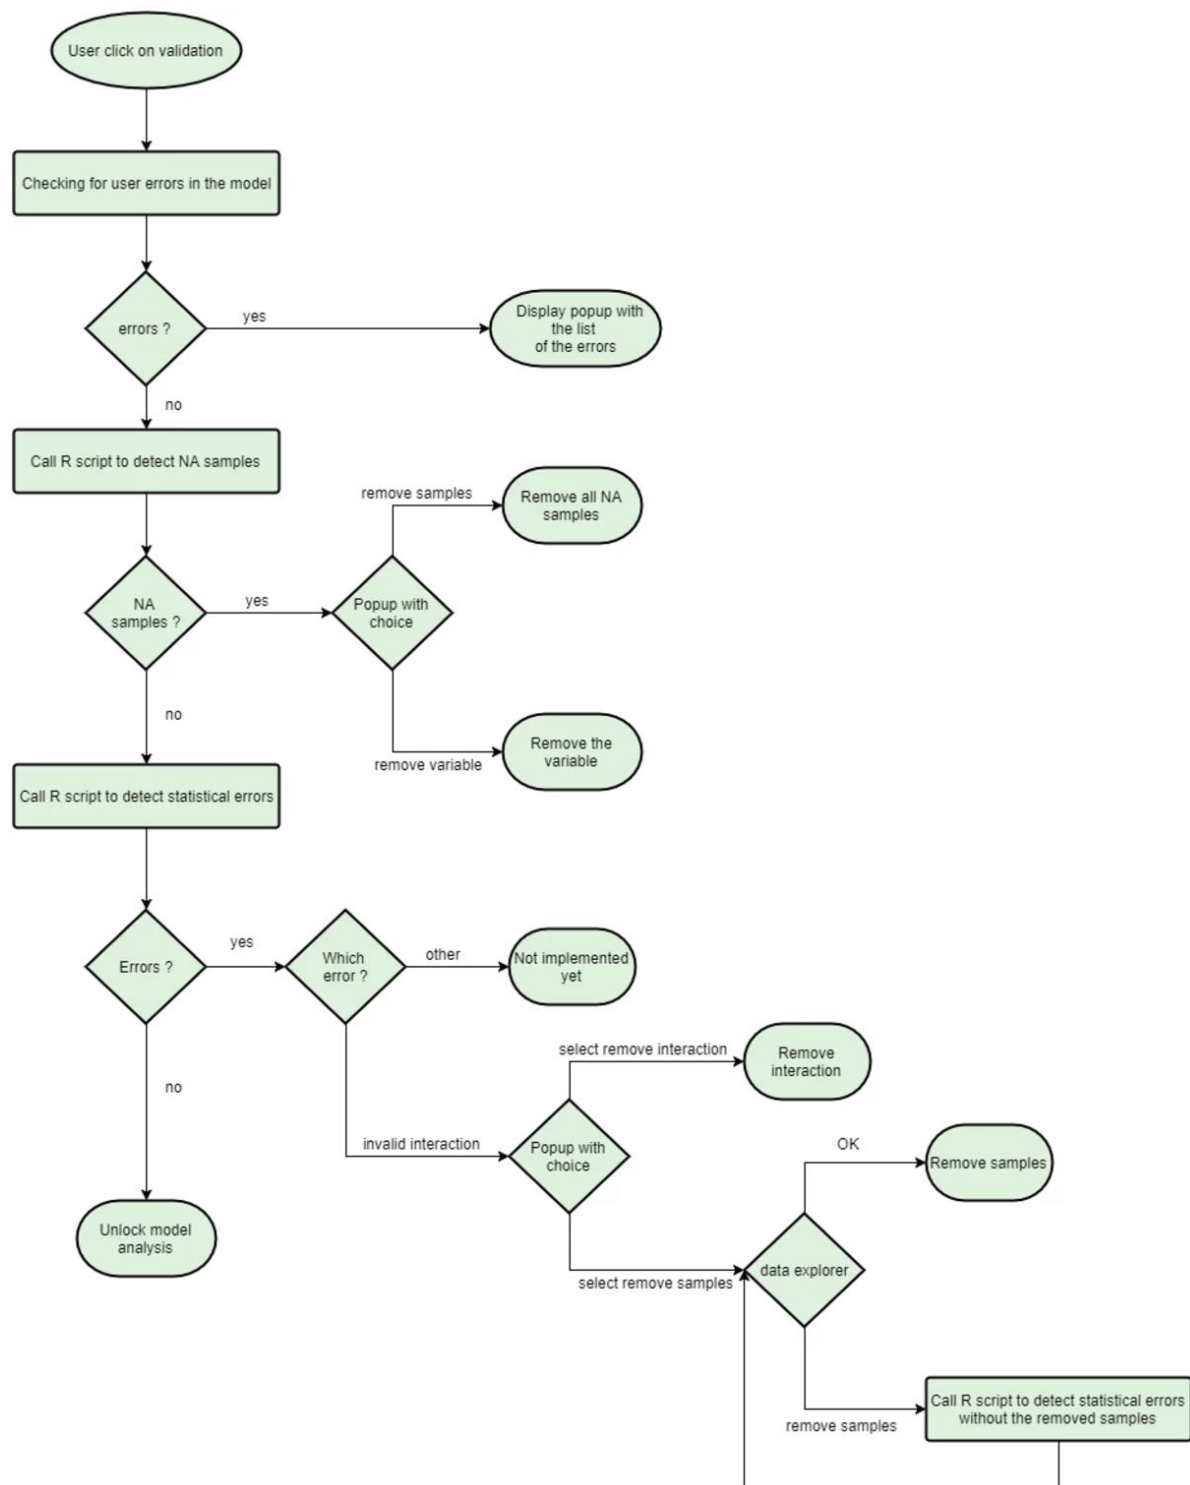 User click on validation
Checking for user errors in the model
errors ?
yes
Display popup with
the list
of the errors
no
Call R script to detect NA samples
remove samples
Remove all NA
samples
NA
samples ?
yes
Popup with
choice
no
remove variable
Remove the
variable
Call R script to detect statistical errors
Errors ?
yes
Which
error ?
other
Not implemented
yet
select remove interaction
Remove
interaction
no
invalid interaction
Popup with
choice
OK
Remove samples
Unlock model
analysis
select remove samples
data explorer
remove samples
Call R script to detect statistical errors
without the removed samples